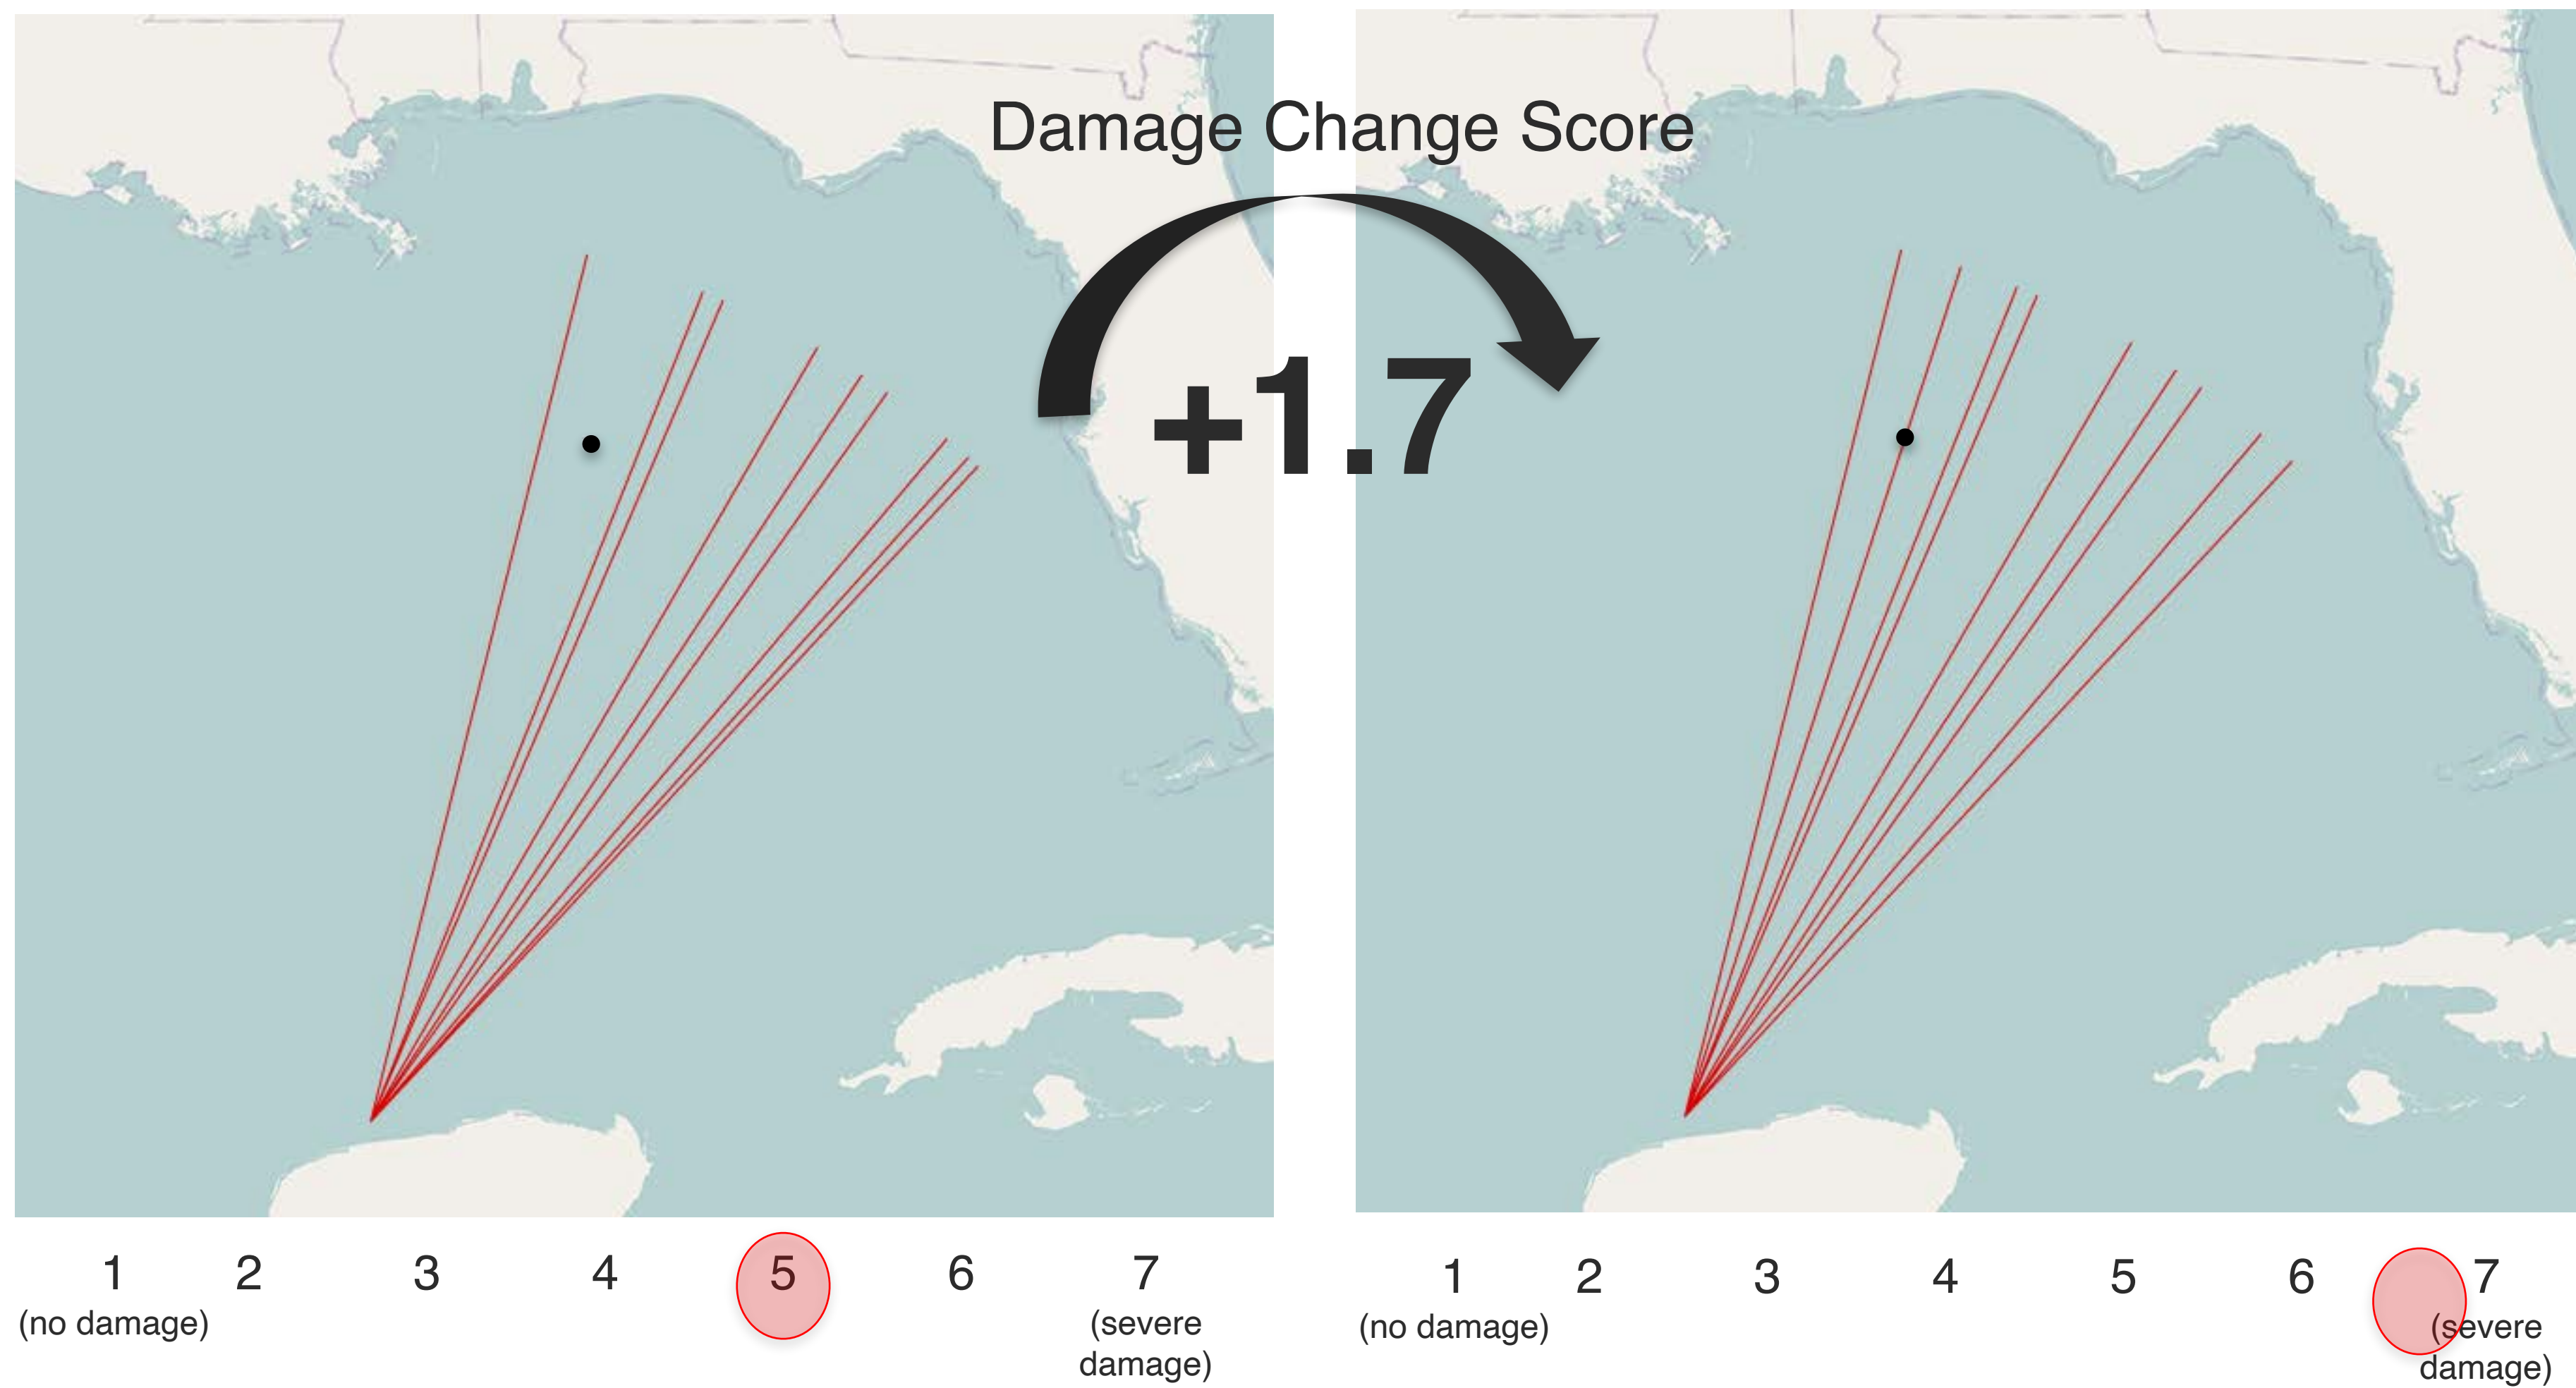 Damage Change Score
+1.7
1 2 3 4 5 6 7
(no damage) (severe
damage)
1 2 3 4 5 6 7
(no damage) (severe
damage)